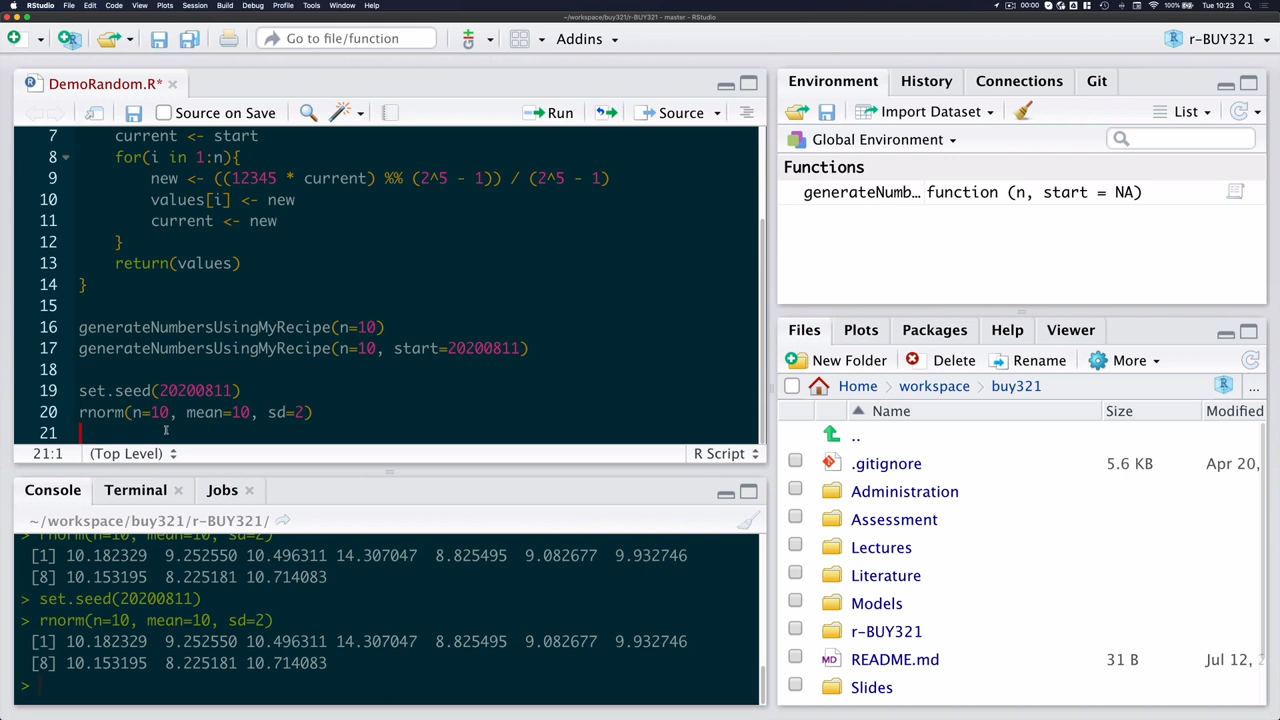 RStudio File Edit Code View Plots Session Build Debug Profile Tools Window Help 00:00 100% Tue 10:23
~/workspace/buy321/r-BUY321 - master - RStudio
Go to file/function Addins r-BUY321
DemoRandom.R*
Source on Save Run Source
7 current <- start
8 for(i in 1:n){
9 new <- ((12345 * current) %% (2^5 - 1)) / (2^5 - 1)
10 values[i] <- new
11 current <- new
12 }
13 return(values)
14 }
15
16 generateNumbersUsingMyRecipe(n=10)
17 generateNumbersUsingMyRecipe(n=10, start=20200811)
18
19 set.seed(20200811)
20 rnorm(n=10, mean=10, sd=2)
21
21:1 (Top Level) R Script
Console Terminal Jobs
~/workspace/buy321/r-BUY321/
> rnorm(n=10, mean=10, sd=2)
[1] 10.182329 9.252550 10.496311 14.307047 8.825495 9.082677 9.932746
[8] 10.153195 8.225181 10.714083
> set.seed(20200811)
> rnorm(n=10, mean=10, sd=2)
[1] 10.182329 9.252550 10.496311 14.307047 8.825495 9.082677 9.932746
[8] 10.153195 8.225181 10.714083
>
Environment History Connections Git
Import Dataset List
Global Environment
Functions
generateNumb... function (n, start = NA)
Files Plots Packages Help Viewer
New Folder Delete Rename More
Home workspace buy321 ...
Name Size Modified
..
.gitignore 5.6 KB Apr 20,
Administration
Assessment
Lectures
Literature
Models
r-BUY321
README.md 31 B Jul 12, 2
Slides